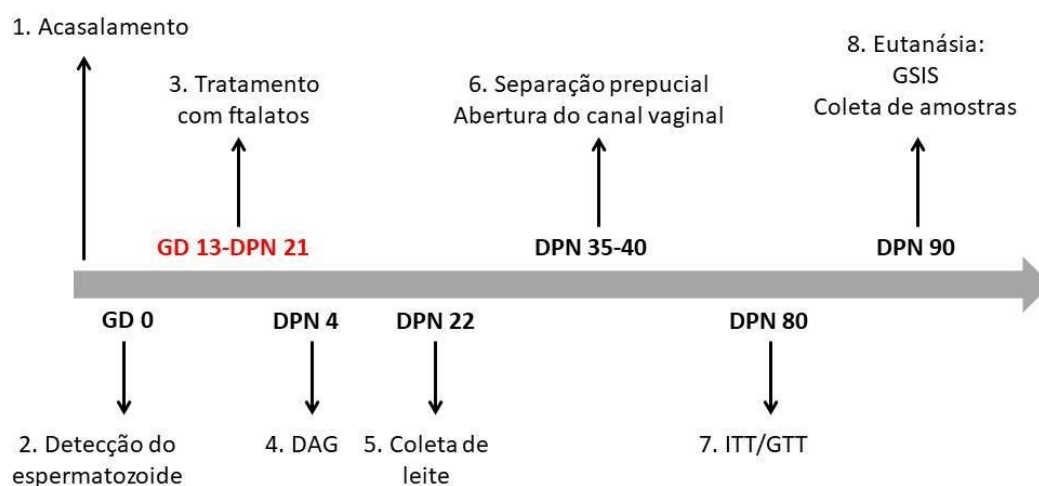 1. Acasalamento
3. Tratamento
com ftalatos
6. Separação prepucial
Abertura do canal vaginal
8. Eutanásia:
GSIS
Coleta de amostras
GD 13-DPN 21
DPN 35-40
DPN 90
GD 0
DPN 4
DPN 22
DPN 80
2. Detecção do
espermatozoide
4. DAG
5. Coleta de
leite
7. ITT/GTT